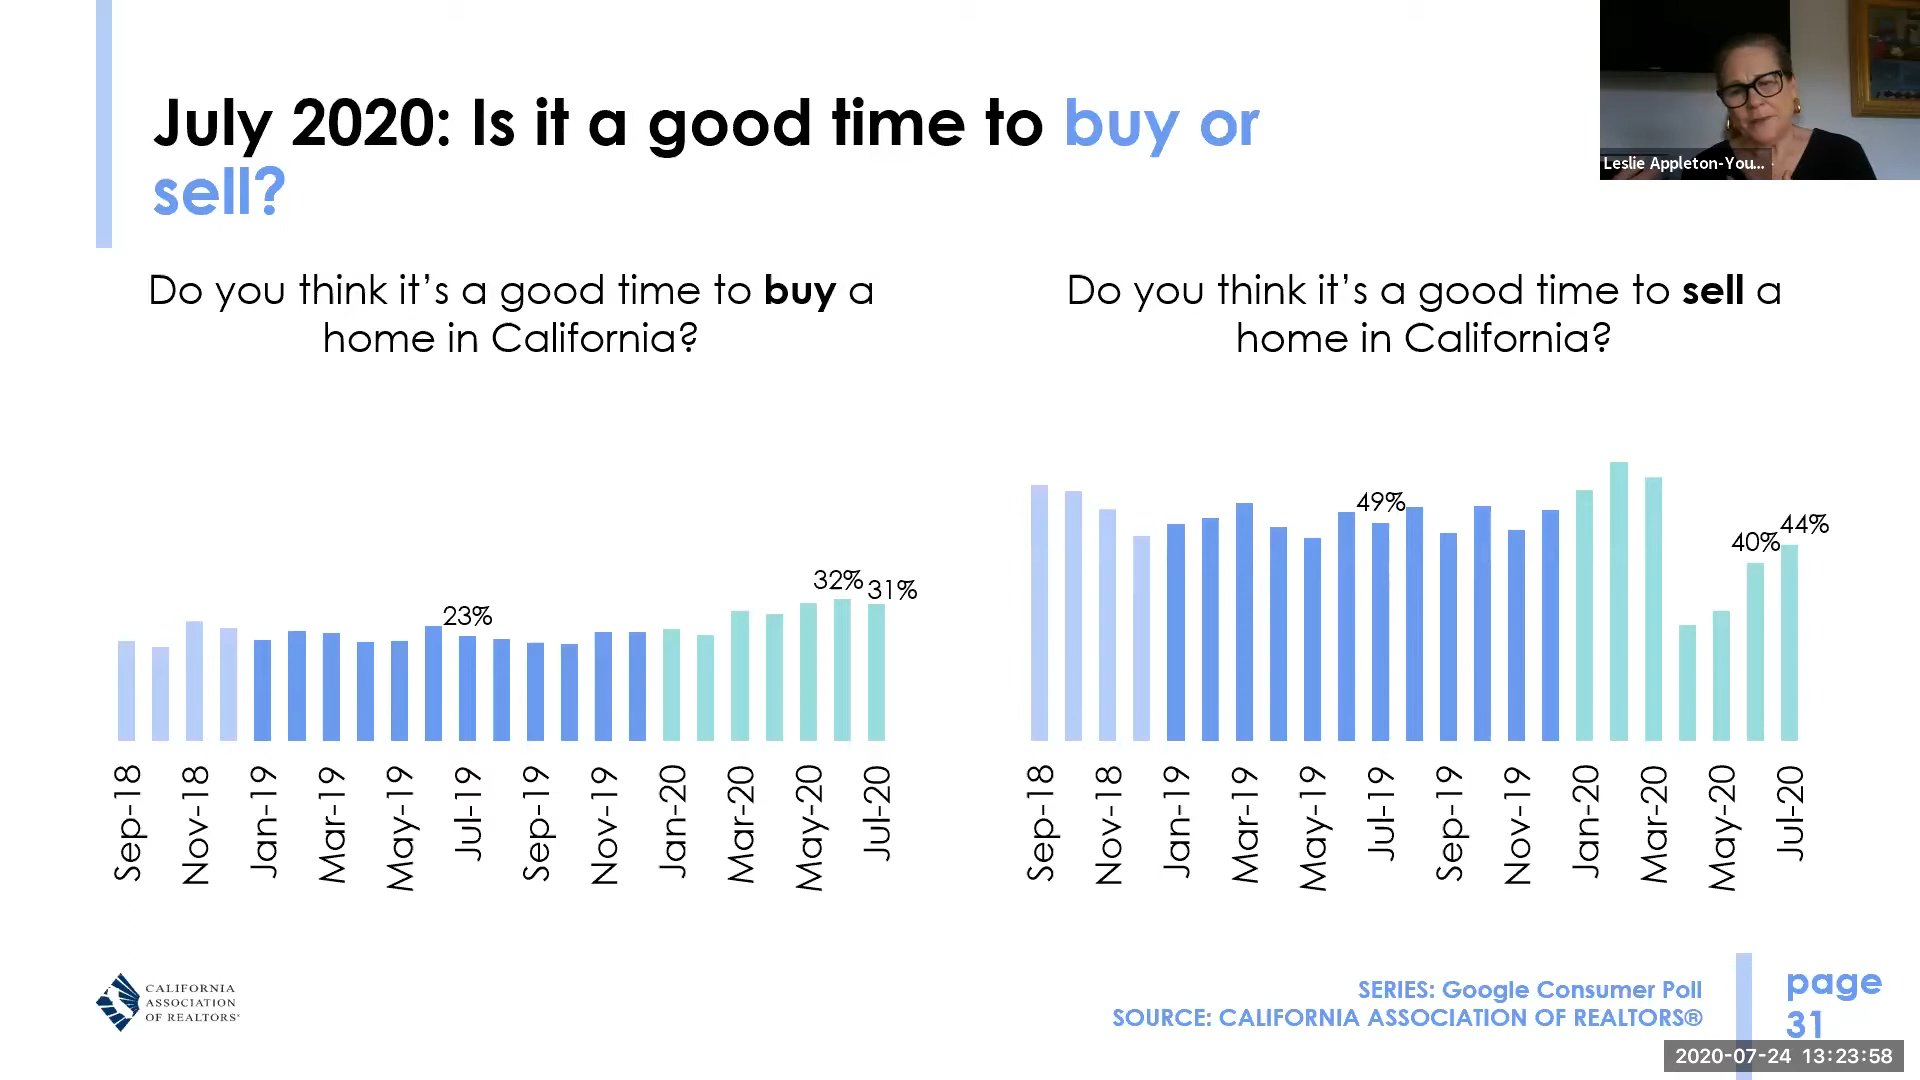 July 2020: Is it a good time to buy or
sell?
Leslie Appleton-You...
Do you think it’s a good time to buy a
home in California?
23%
32%
31%
Sep-18
Nov-18
Jan-19
Mar-19
May-19
Jul-19
Sep-19
Nov-19
Jan-20
Mar-20
May-20
Jul-20
Do you think it’s a good time to sell a
home in California?
49%
40%
44%
Sep-18
Nov-18
Jan-19
Mar-19
May-19
Jul-19
Sep-19
Nov-19
Jan-20
Mar-20
May-20
Jul-20
CALIFORNIA
ASSOCIATION
OF REALTORS®
SERIES: Google Consumer Poll
SOURCE: CALIFORNIA ASSOCIATION OF REALTORS®
page
31
2020-07-24 13:23:58